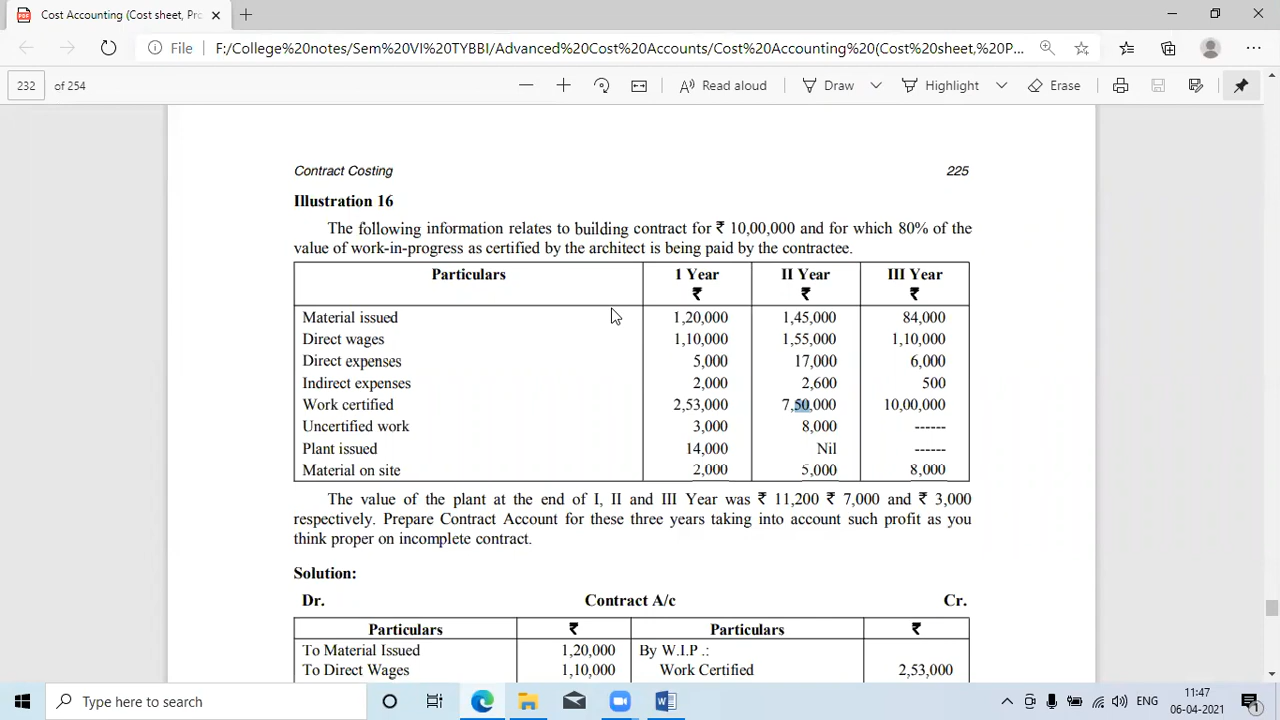 Cost Accounting (Cost sheet, Pro
File F:/College%20notes/Sem%20VI%20TYBBI/Advanced%20Cost%20Accounts/Cost%20Accounting%20(Cost%20sheet,%20P...
232 of 254 Read aloud Draw Highlight Erase
Contract Costing 225
Illustration 16
The following information relates to building contract for ₹ 10,00,000 and for which 80% of the
value of work-in-progress as certified by the architect is being paid by the contractee.
Particulars 1 Year II Year III Year
₹ ₹ ₹
Material issued 1,20,000 1,45,000 84,000
Direct wages 1,10,000 1,55,000 1,10,000
Direct expenses 5,000 17,000 6,000
Indirect expenses 2,000 2,600 500
Work certified 2,53,000 7,50,000 10,00,000
Uncertified work 3,000 8,000 ------
Plant issued 14,000 Nil ------
Material on site 2,000 5,000 8,000
The value of the plant at the end of I, II and III Year was ₹ 11,200 ₹ 7,000 and ₹ 3,000
respectively. Prepare Contract Account for these three years taking into account such profit as you
think proper on incomplete contract.
Solution:
Dr. Contract A/c Cr.
Particulars ₹ Particulars ₹
To Material Issued 1,20,000 By W.I.P .:
To Direct Wages 1,10,000 Work Certified 2,53,000
Type here to search ENG 11:47
06-04-2021